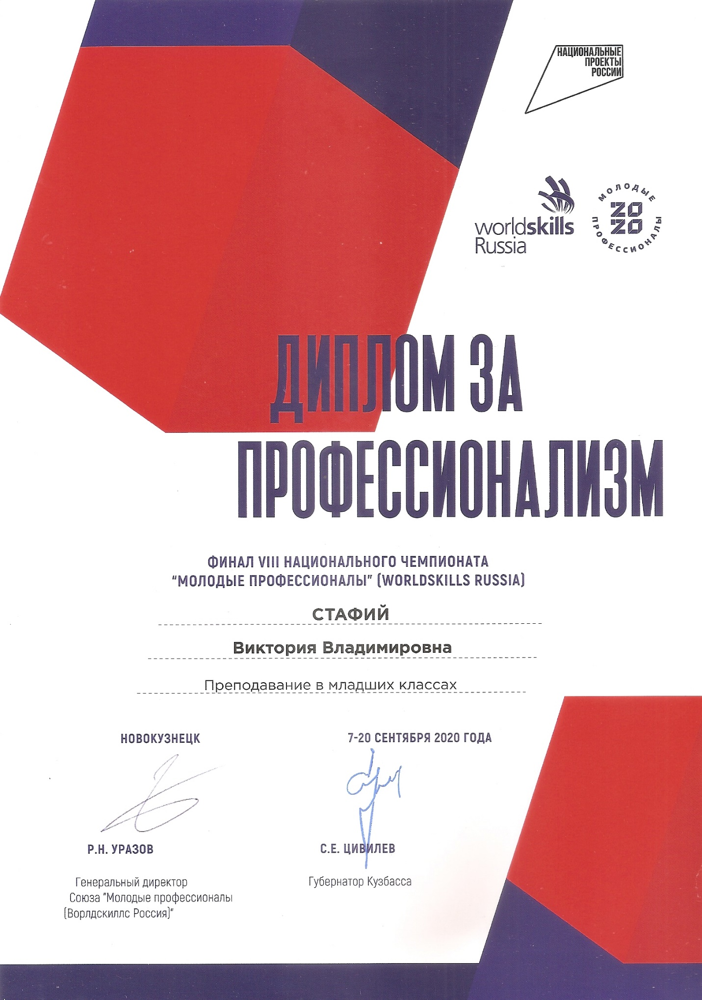 НАЦИОНАЛЬНЫЕ
ПРОЕКТЫ
РОССИИ
worldskills
Russia
МОЛОДЫЕ
2020
ПРОФЕССИОНАЛЫ
ДИПЛОМ ЗА
ПРОФЕССИОНАЛИЗМ
ФИНАЛ VIII НАЦИОНАЛЬНОГО ЧЕМПИОНАТА
“МОЛОДЫЕ ПРОФЕССИОНАЛЫ” (WORLDSKILLS RUSSIA)
СТАФИЙ
Виктория Владимировна
Преподавание в младших классах
НОВОКУЗНЕЦК
7-20 СЕНТЯБРЯ 2020 ГОДА
Р.Н. УРАЗОВ
С.Е. ЦИВИЛЕВ
Генеральный директор
Союза "Молодые профессионалы
(Ворлдскиллс Россия)"
Губернатор Кузбасса